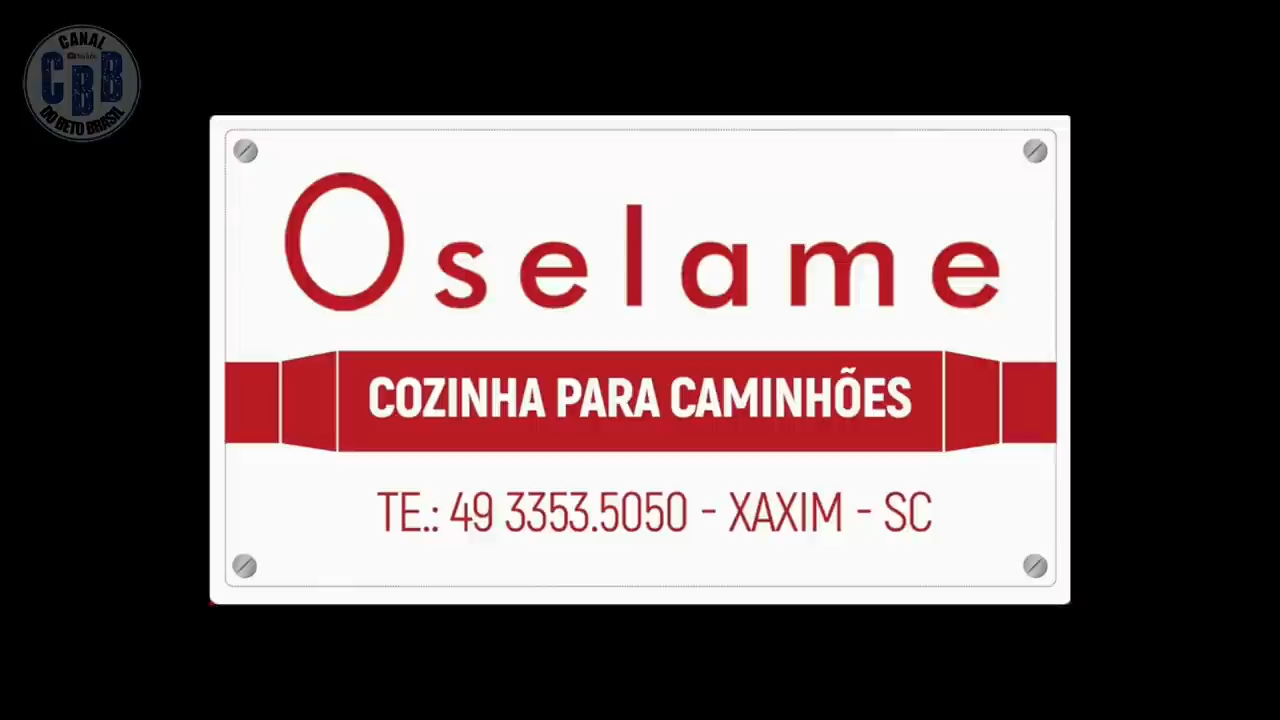 CANAL
CBB
DO BETO BRASIL
Oselame
COZINHA PARA CAMINHÕES
TE.: 49 3353.5050 - XAXIM - SC